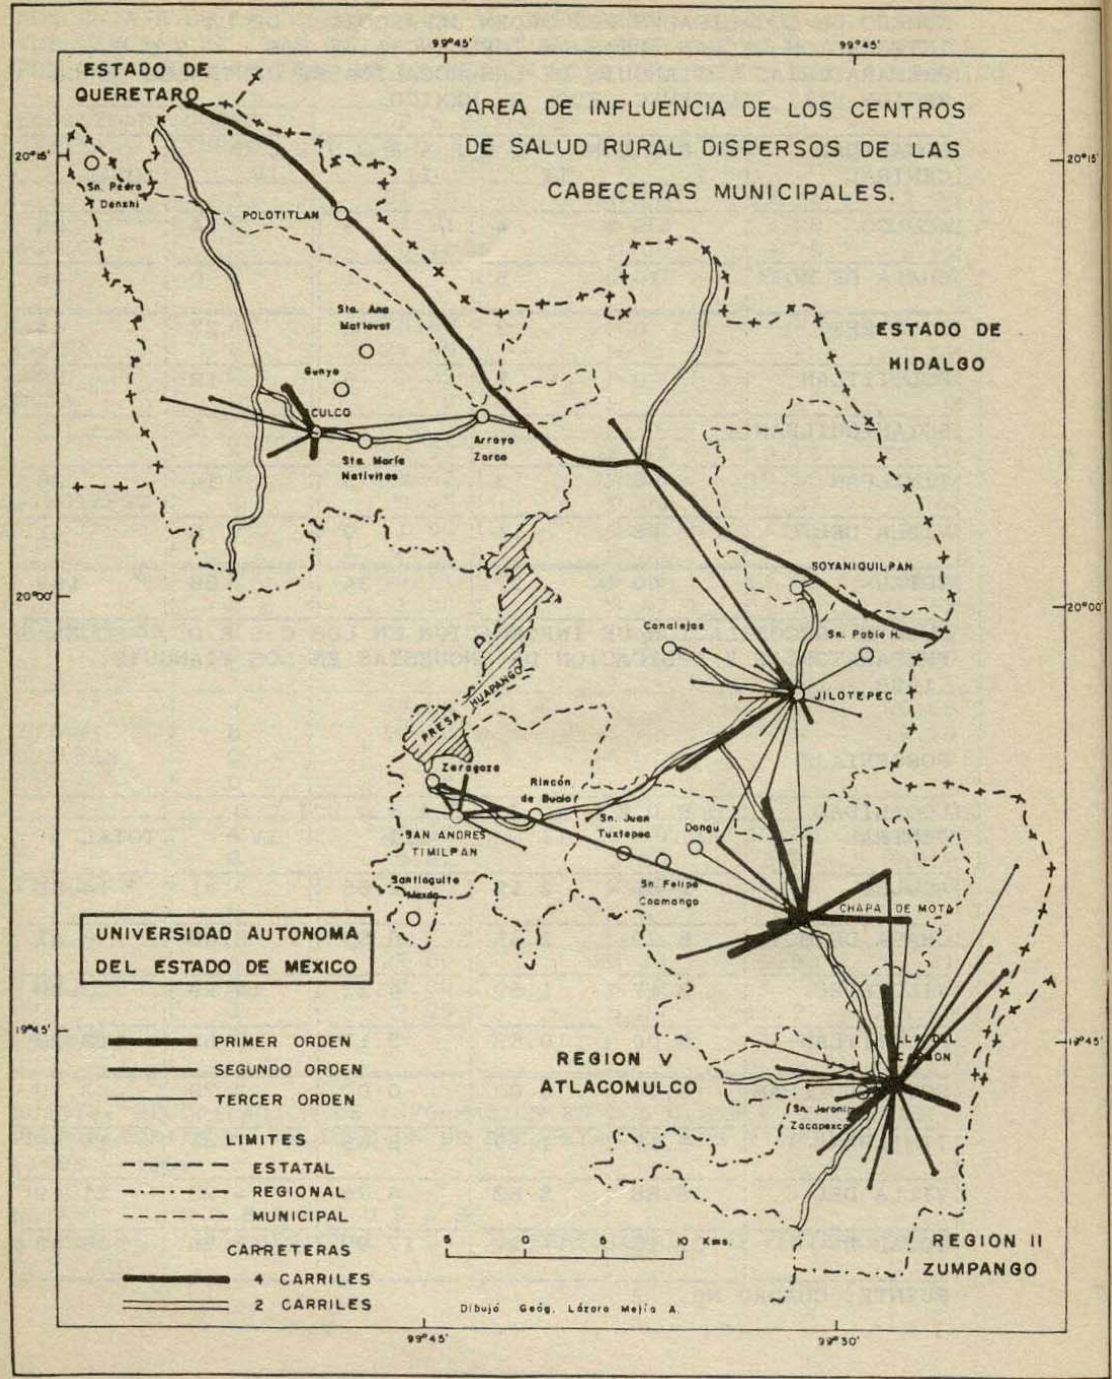 99°45'
99°45'
ESTADO DE
QUERETARO
AREA DE INFLUENCIA DE LOS CENTROS
DE SALUD RURAL DISPERSOS DE LAS
CABECERAS MUNICIPALES.
20°15'
20°15'
Sn. Pedro
Denxhi
POLOTITLAN
Sta. Ana
Matlavat
ESTADO DE
HIDALGO
Gunyo
CULCO
Arroyo
Zarco
Sta. María
Nativitas
SOYANIQUILPAN
20°00'
20°00'
Canalejas
Sn. Pablo H.
JILOTEPEC
PRESA HUAPANGO
Zaragoza
Rincón
de Bucio
SAN ANDRES
TIMILPAN
Sn. Juan
Tuxtepec
Dongu
Sn. Felipe
Coamango
Santiaguito
CHAPA DE MOTA
UNIVERSIDAD AUTONOMA
DEL ESTADO DE MEXICO
19°45'
19°45'
PRIMER ORDEN
SEGUNDO ORDEN
TERCER ORDEN
REGION V
ATLACOMULCO
LLA DEL
Sn. Jeronim
Zacapexco
LIMITES
ESTATAL
REGIONAL
MUNICIPAL
CARRETERAS
4 CARRILES
2 CARRILES
5 0 5 10 Kms.
REGION II
ZUMPANGO
Dibujó Geóg. Lázaro Mejía A.
99°45'
99°30'